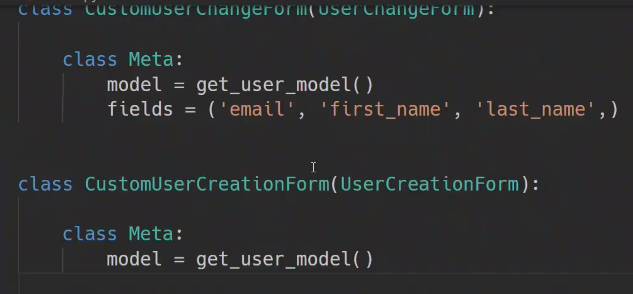 class CustomUserChangeForm(UserChangeForm):
class Meta:
model = get_user_model()
fields = ('email', 'first_name', 'last_name',)
class CustomUserCreationForm(UserCreationForm):
class Meta:
model = get_user_model()